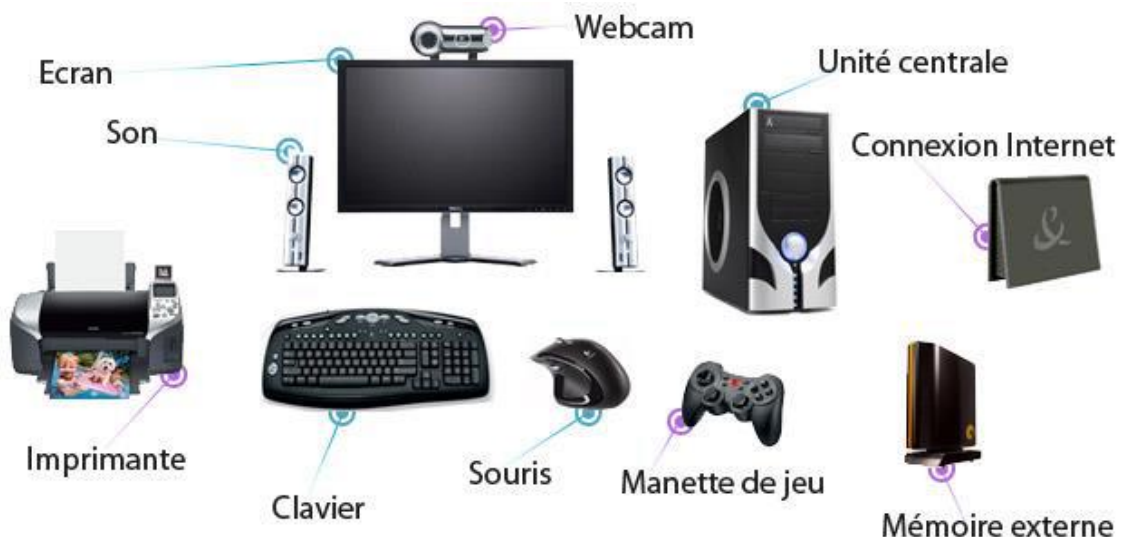 Webcam
Ecran
Unité centrale
Son
Connexion Internet
Imprimante
Souris
Manette de jeu
Clavier
Mémoire externe